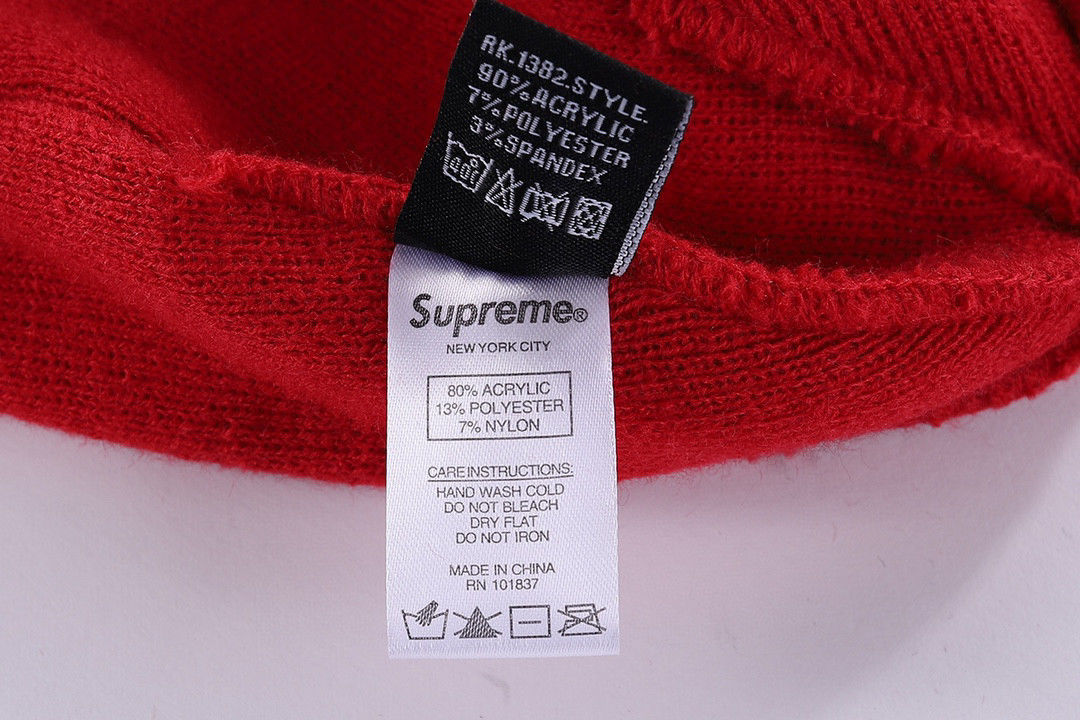 RK.1382.STYLE.
90%ACRYLIC
7%POLYESTER
3%SPANDEX
Supreme®
NEW YORK CITY
80% ACRYLIC
13% POLYESTER
7% NYLON
CARE INSTRUCTIONS:
HAND WASH COLD
DO NOT BLEACH
DRY FLAT
DO NOT IRON
MADE IN CHINA
RN 101837